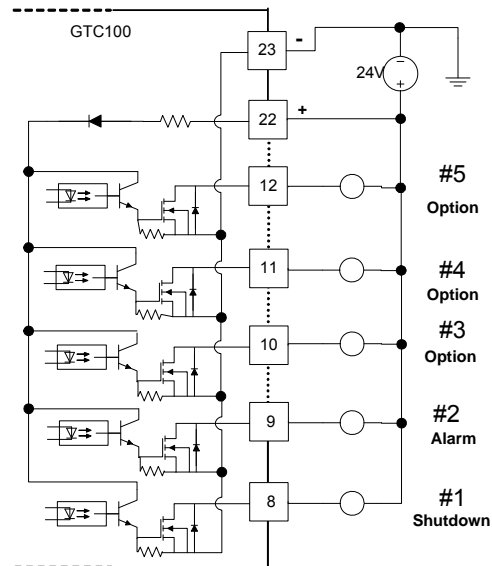 GTC100
23 -
24V
-
+
22 +
12
#5
Option
11
#4
Option
10
#3
Option
9
#2
Alarm
8
#1
Shutdown